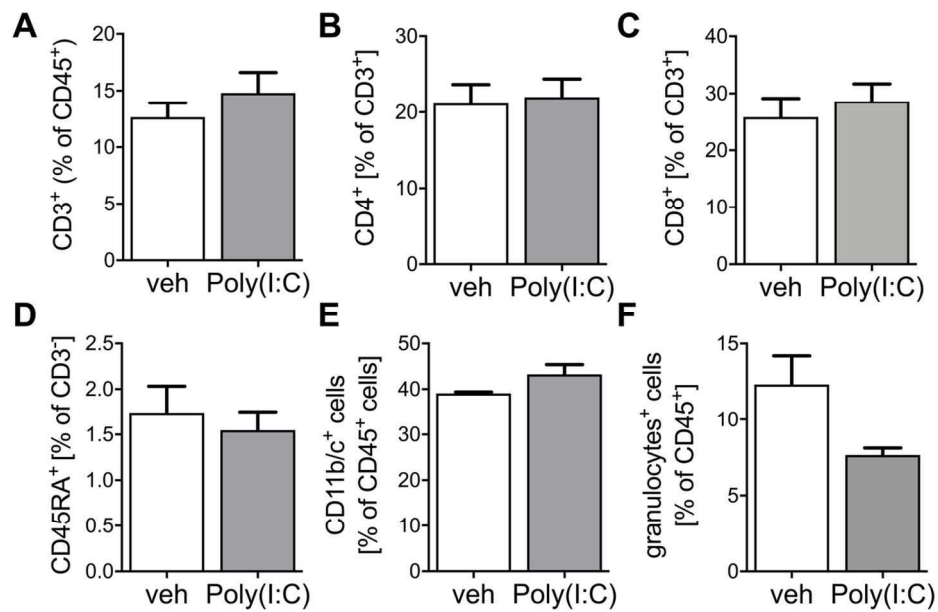 A
CD3+ (% of CD45+)
20
15
10
5
0
veh Poly(I:C)
B
CD4+ [% of CD3+]
30
20
10
0
veh Poly(I:C)
C
CD8+ [% of CD3+]
40
30
20
10
0
veh Poly(I:C)
D
CD45RA+ [% of CD3-]
2.5
2.0
1.5
1.0
0.5
0.0
veh Poly(I:C)
E
CD11b/c+ cells
[% of CD45+ cells]
50
40
30
20
10
0
veh Poly(I:C)
F
granulocytes+ cells
[% of CD45+]
15
10
5
0
veh Poly(I:C)